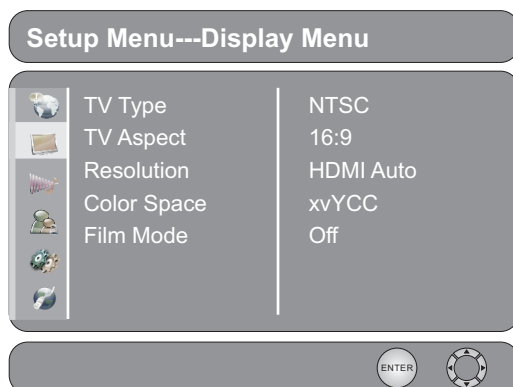 Setup Menu---Display Menu
TV Type NTSC
TV Aspect 16:9
Resolution HDMI Auto
Color Space xvYCC
Film Mode Off
ENTER